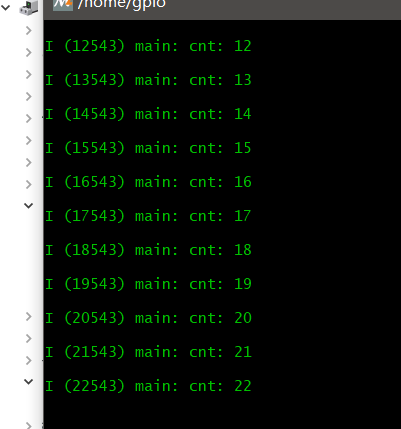 /home/gpio
I (12543) main: cnt: 12
I (13543) main: cnt: 13
I (14543) main: cnt: 14
I (15543) main: cnt: 15
I (16543) main: cnt: 16
I (17543) main: cnt: 17
I (18543) main: cnt: 18
I (19543) main: cnt: 19
I (20543) main: cnt: 20
I (21543) main: cnt: 21
I (22543) main: cnt: 22